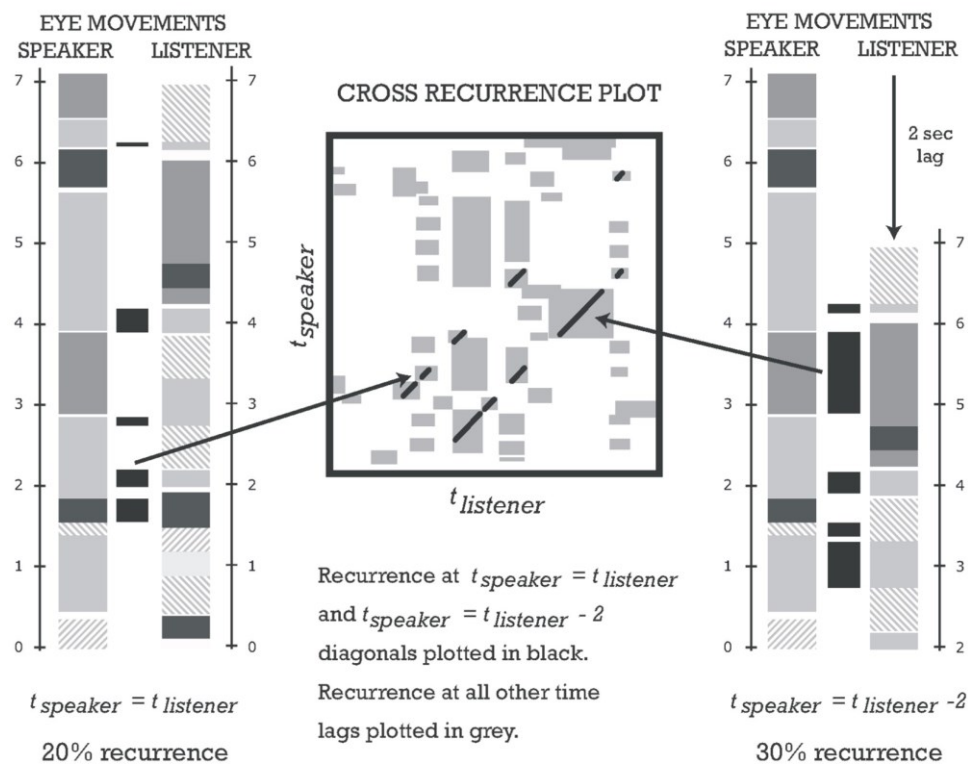 EYE MOVEMENTS
SPEAKER LISTENER
7 7
6 6
5 5
4 4
3 3
2 2
1 1
0 0
t speaker = t listener
20% recurrence
CROSS RECURRENCE PLOT
t speaker
t listener
Recurrence at t speaker = t listener
and t speaker = t listener - 2
diagonals plotted in black.
Recurrence at all other time
lags plotted in grey.
EYE MOVEMENTS
SPEAKER LISTENER
2 sec
lag
7
6
5 7
4 6
3 5
2 4
1 3
0 2
t speaker = t listener -2
30% recurrence